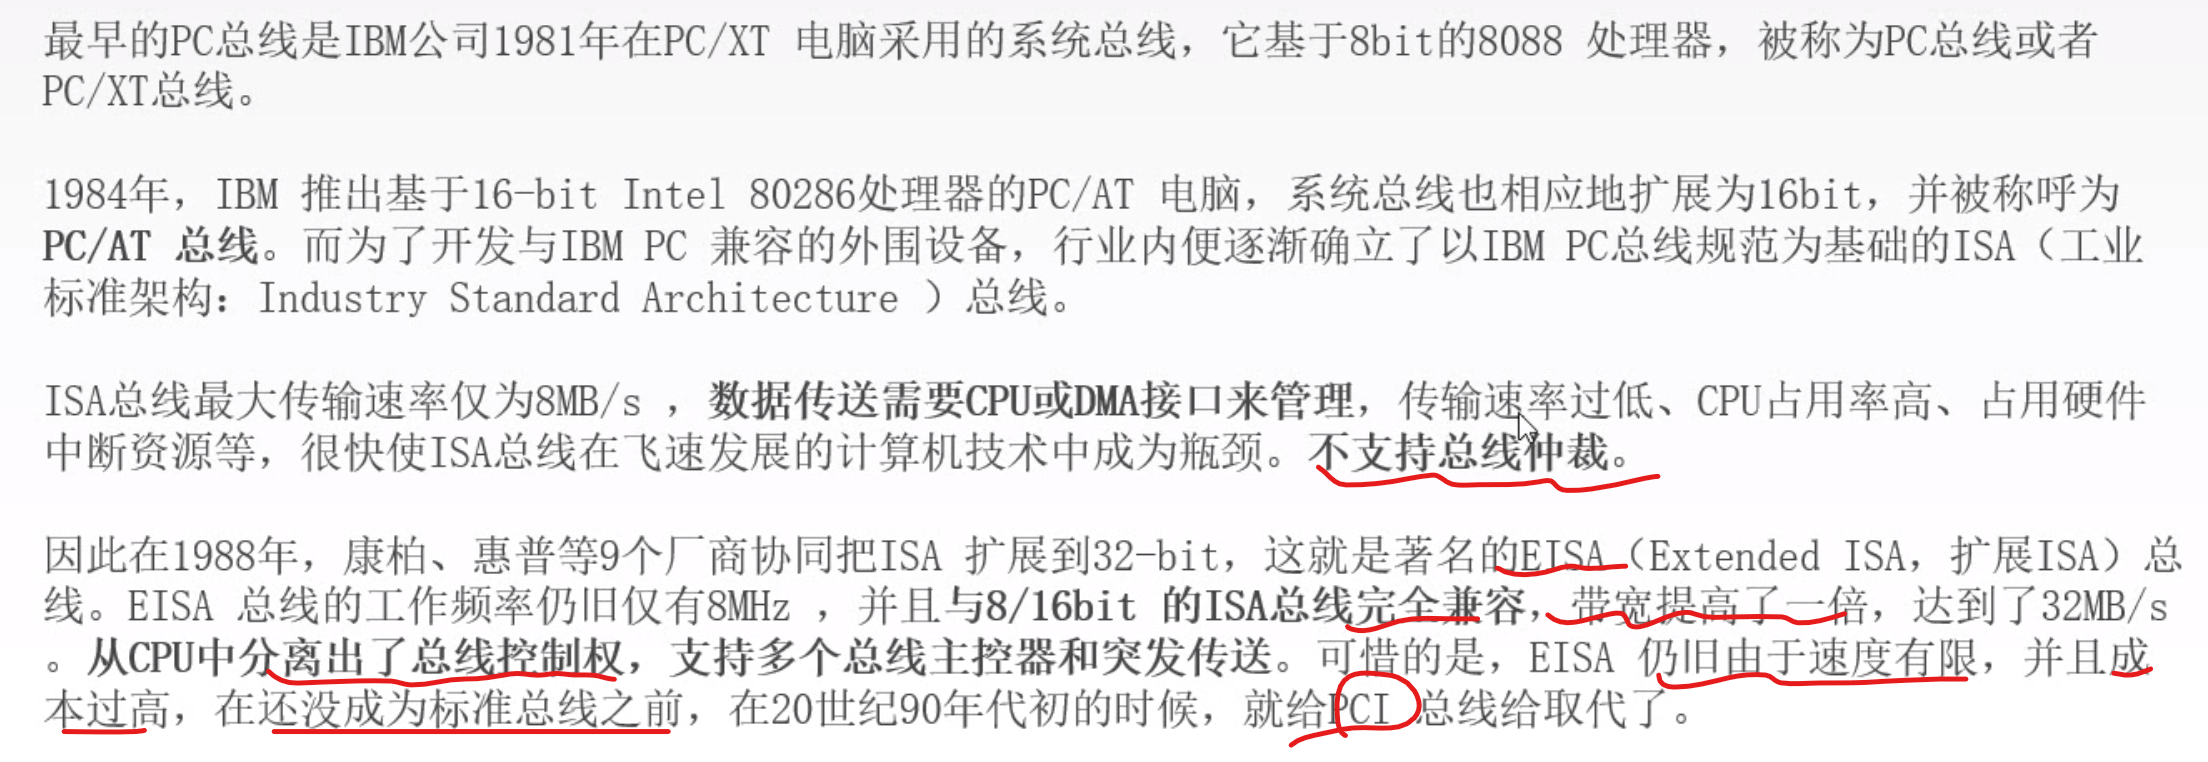 最早的PC总线是IBM公司1981年在PC/XT 电脑采用的系统总线，它基于8bit的8088 处理器，被称为PC总线或者
PC/XT总线。
1984年，IBM 推出基于16-bit Intel 80286处理器的PC/AT 电脑，系统总线也相应地扩展为16bit，并被称呼为
PC/AT 总线。而为了开发与IBM PC 兼容的外围设备，行业内便逐渐确立了以IBM PC总线规范为基础的ISA（工业
标准架构：Industry Standard Architecture ）总线。
ISA总线最大传输速率仅为8MB/s ，数据传送需要CPU或DMA接口来管理，传输速率过低、CPU占用率高、占用硬件
中断资源等，很快使ISA总线在飞速发展的计算机技术中成为瓶颈。不支持总线仲裁。
因此在1988年，康柏、惠普等9个厂商协同把ISA 扩展到32-bit，这就是著名的EISA（Extended ISA，扩展ISA）总
线。EISA 总线的工作频率仍旧仅有8MHz ，并且与8/16bit 的ISA总线完全兼容，带宽提高了一倍，达到了32MB/s
。从CPU中分离出了总线控制权，支持多个总线主控器和突发传送。可惜的是，EISA 仍旧由于速度有限，并且成
本过高，在还没成为标准总线之前，在20世纪90年代初的时候，就给PCI 总线给取代了。